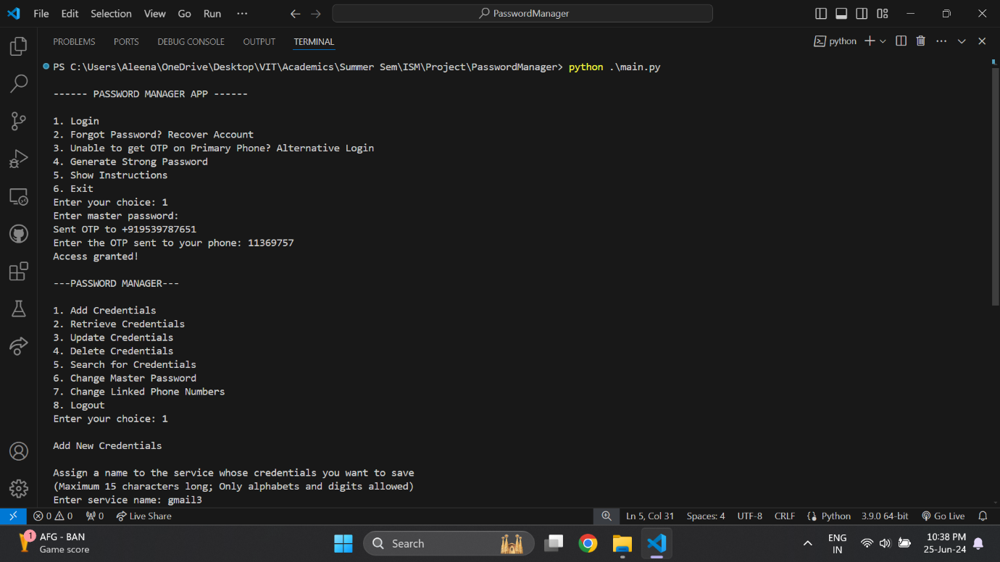 File Edit Selection View Go Run ··· PasswordManager
PROBLEMS PORTS DEBUG CONSOLE OUTPUT TERMINAL python
PS C:\Users\Aleena\OneDrive\Desktop\VIT\Academics\Summer Sem\ISM\Project\PasswordManager> python .\main.py
------ PASSWORD MANAGER APP ------
1. Login
2. Forgot Password? Recover Account
3. Unable to get OTP on Primary Phone? Alternative Login
4. Generate Strong Password
5. Show Instructions
6. Exit
Enter your choice: 1
Enter master password:
Sent OTP to +919539787651
Enter the OTP sent to your phone: 11369757
Access granted!
---PASSWORD MANAGER---
1. Add Credentials
2. Retrieve Credentials
3. Update Credentials
4. Delete Credentials
5. Search for Credentials
6. Change Master Password
7. Change Linked Phone Numbers
8. Logout
Enter your choice: 1
Add New Credentials
Assign a name to the service whose credentials you want to save
(Maximum 15 characters long; Only alphabets and digits allowed)
Enter service name: gmail3
0 0 0 Live Share Ln 5, Col 31 Spaces: 4 UTF-8 CRLF Python 3.9.0 64-bit Go Live
1 AFG - BAN
Game score
Search
ENG
IN
10:38 PM
25-Jun-24